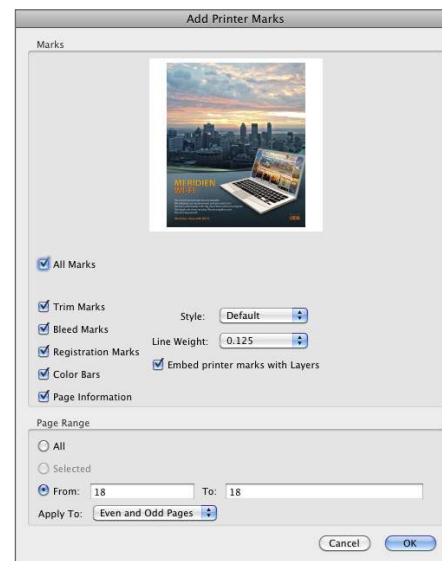 Add Printer Marks
Marks
MERIDIEN
WI-FI
All Marks
Trim Marks
Style: Default
Bleed Marks
Line Weight: 0.125
Registration Marks
Embed printer marks with Layers
Color Bars
Page Information
Page Range
All
Selected
From: 18 To: 18
Apply To: Even and Odd Pages
Cancel OK